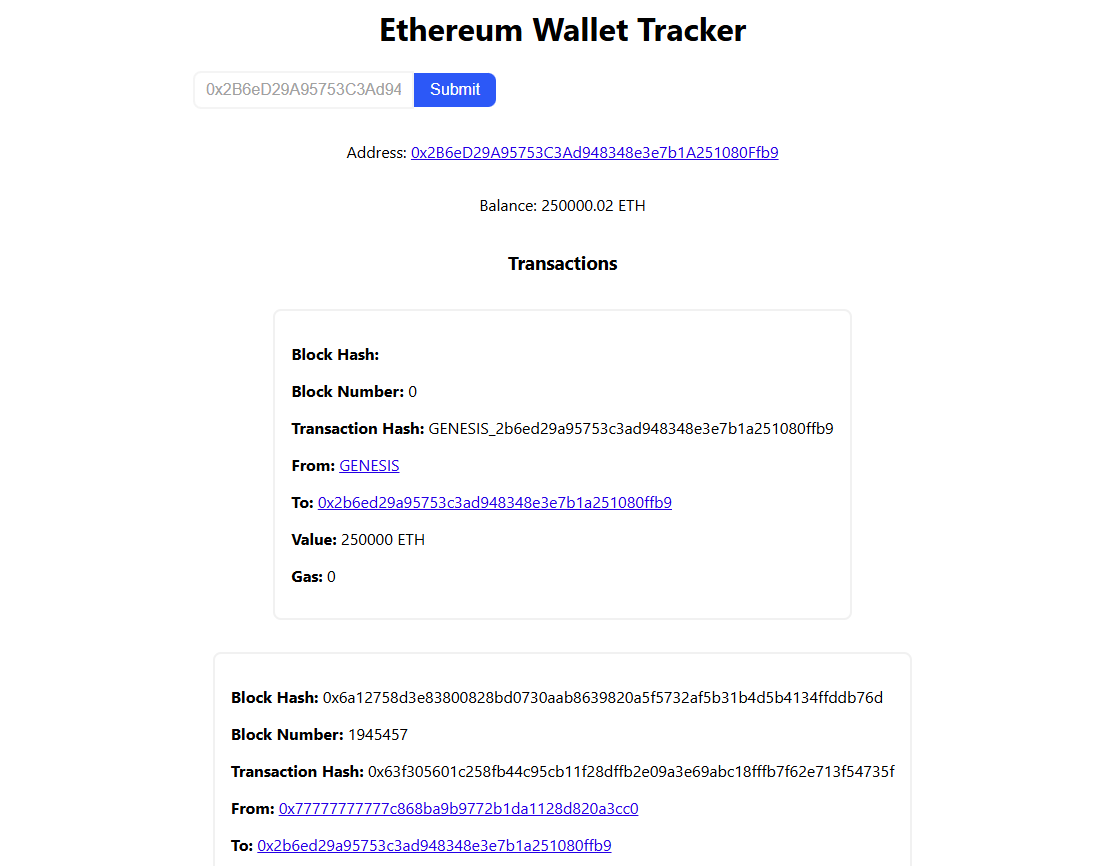 Ethereum Wallet Tracker
0x2B6eD29A95753C3Ad94
Submit
Address: 0x2B6eD29A95753C3Ad948348e3e7b1A251080Ffb9
Balance: 250000.02 ETH
Transactions
Block Hash:
Block Number: 0
Transaction Hash: GENESIS_2b6ed29a95753c3ad948348e3e7b1a251080ffb9
From: GENESIS
To: 0x2b6ed29a95753c3ad948348e3e7b1a251080ffb9
Value: 250000 ETH
Gas: 0
Block Hash: 0x6a12758d3e83800828bd0730aab8639820a5f5732af5b31b4d5b4134ffddb76d
Block Number: 1945457
Transaction Hash: 0x63f305601c258fb44c95cb11f28dffb2e09a3e69abc18fffb7f62e713f54735f
From: 0x77777777777c868ba9b9772b1da1128d820a3cc0
To: 0x2b6ed29a95753c3ad948348e3e7b1a251080ffb9